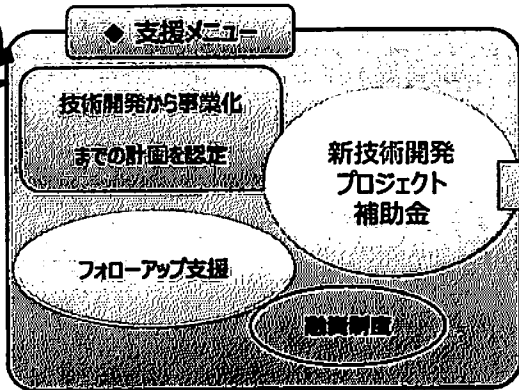 ◆ 支援メニュー
技術開発から事業化
までの計画を認定
新技術開発
プロジェクト
補助金
フォローアップ支援
融資制度